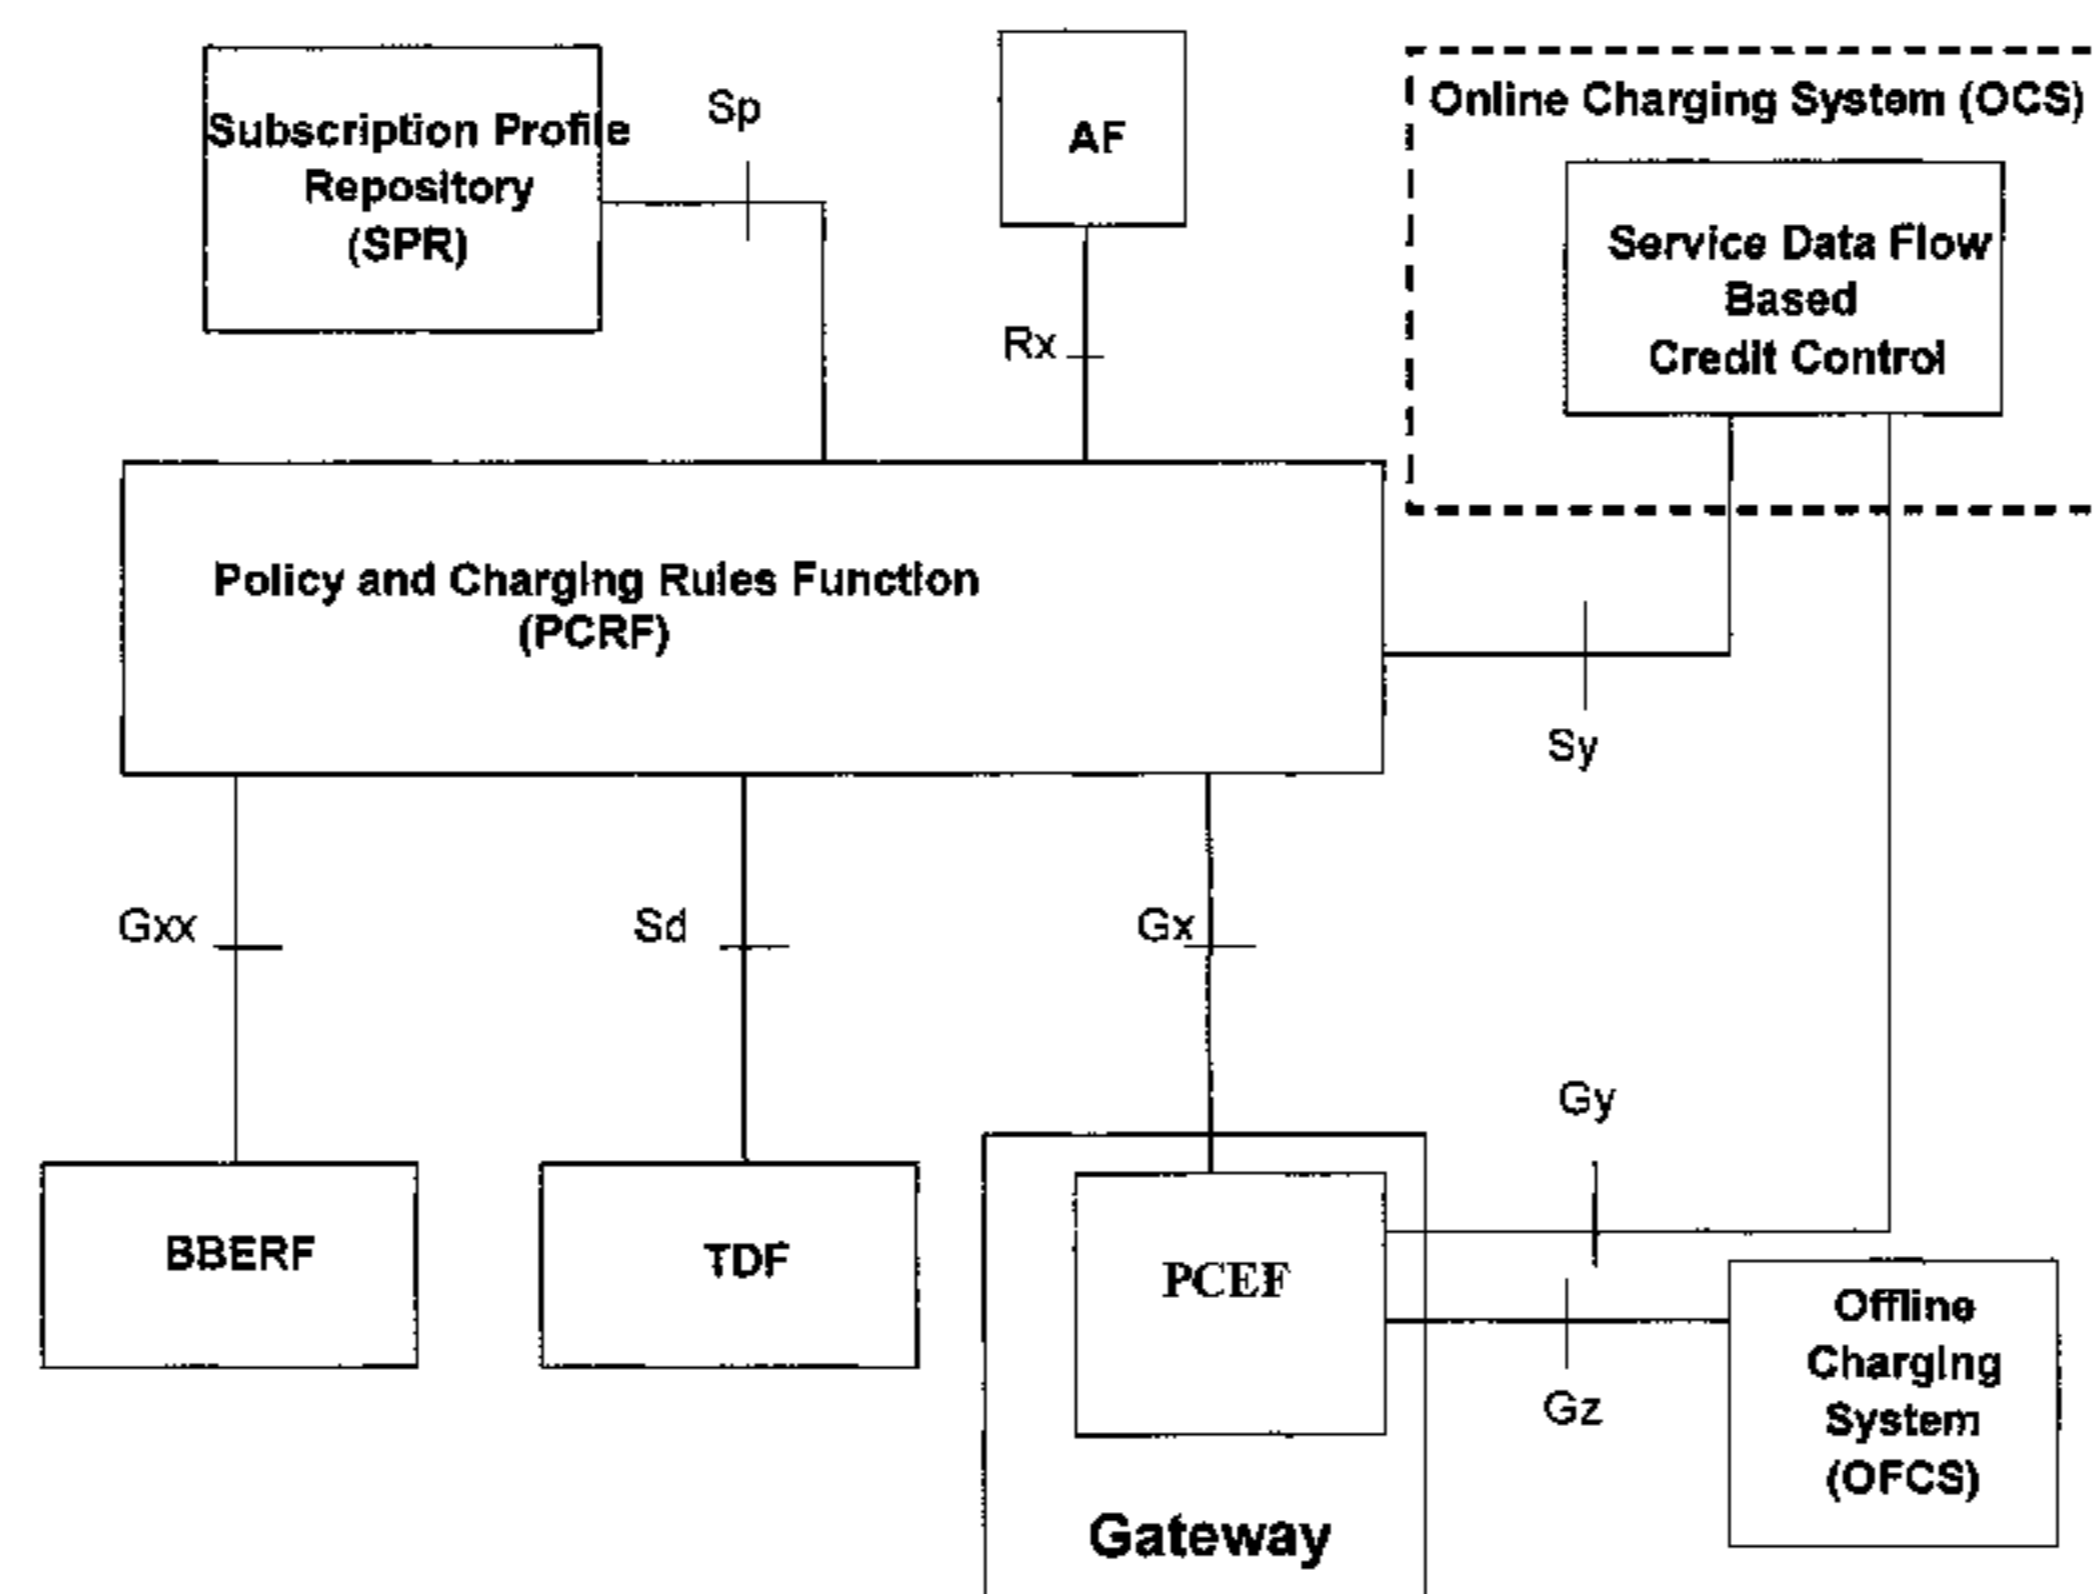 Subscription Profile
Repository
(SPR)
Sp
AF
Online Charging System (OCS)
Service Data Flow
Based
Credit Control
Rx
Policy and Charging Rules Function
(PCRF)
Sy
Gxx
Sd
Gx
Gy
BBERF
TDF
PCEF
Offline
Charging
System
(OFCS)
Gz
Gateway